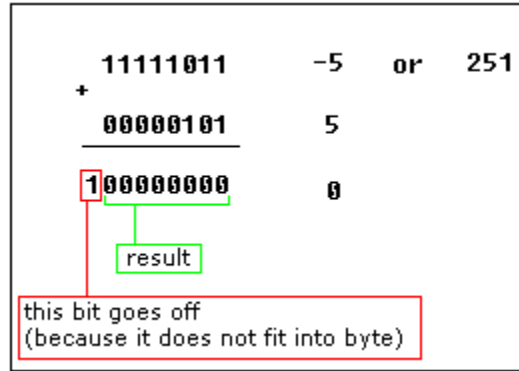 11111011 -5 or 251
+
00000101 5
100000000 0
result
this bit goes off
(because it does not fit into byte)